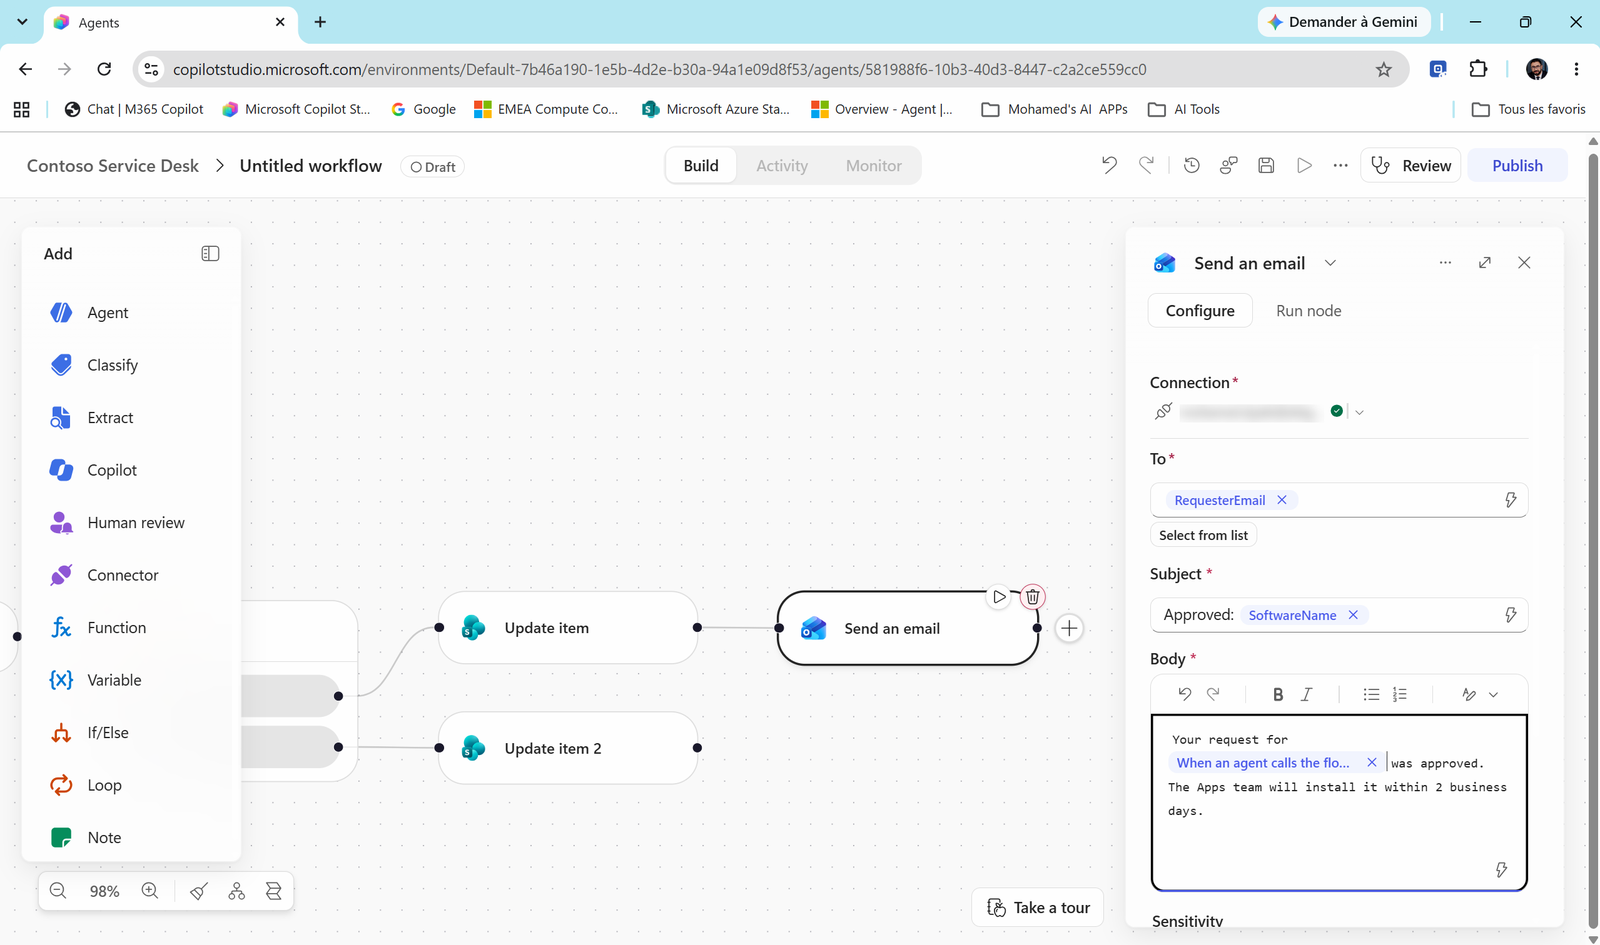 Agents
Demander à Gemini
copilotstudio.microsoft.com/environments/Default-7b46a190-1e5b-4d2e-b30a-94a1e09d8f53/agents/581988f6-10b3-40d3-8447-c2a2ce559cc0
Chat | M365 Copilot
Microsoft Copilot St...
Google
EMEA Compute Co...
Microsoft Azure Sta...
Overview - Agent |...
Mohamed's AI APPs
AI Tools
Tous les favoris
Contoso Service Desk > Untitled workflow
Draft
Build
Activity
Monitor
Review
Publish
Add
Agent
Classify
Extract
Copilot
Human review
Connector
Function
Variable
If/Else
Loop
Note
98%
Update item
Send an email
Update item 2
Take a tour
Send an email
Configure
Run node
Connection*
To*
RequesterEmail
Select from list
Subject *
Approved: SoftwareName
Body *
B I
Your request for
When an agent calls the flo... was approved.
The Apps team will install it within 2 business
days.
Sensitivity